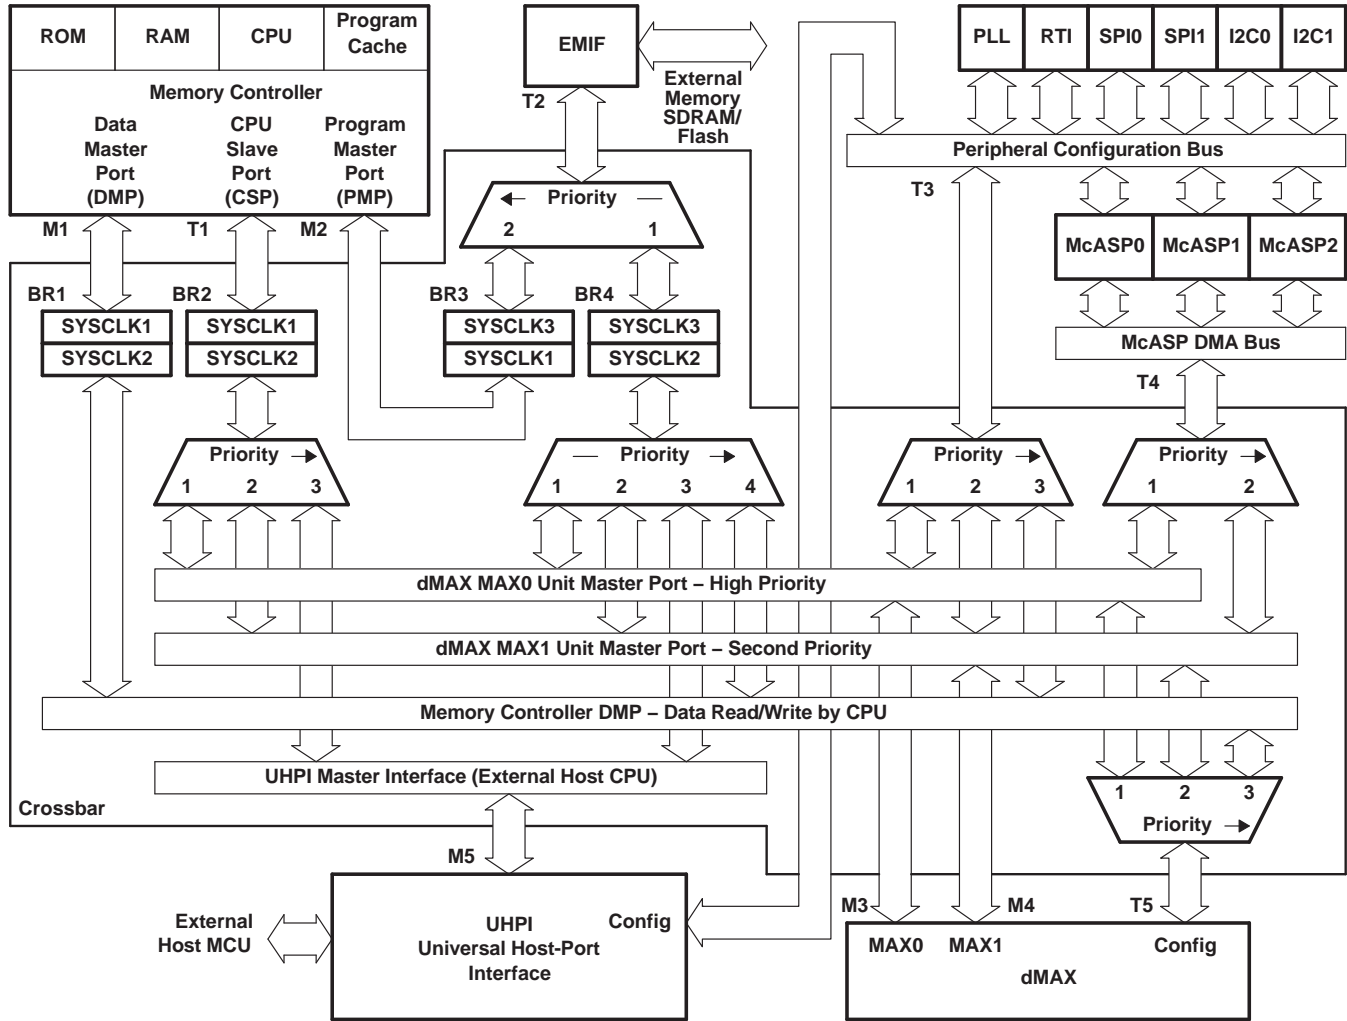 ROM RAM CPU Program Cache
EMIF
PLL RTI SPI0 SPI1 I2C0 I2C1
Memory Controller
Data Master Port (DMP)
CPU Slave Port (CSP)
Program Master Port (PMP)
T2
External
Memory
SDRAM/
Flash
Peripheral Configuration Bus
M1 T1 M2
Priority
2 1
T3
McASP0 McASP1 McASP2
BR1 BR2 BR3 BR4
SYSCLK1 SYSCLK1 SYSCLK3 SYSCLK3
SYSCLK2 SYSCLK2 SYSCLK1 SYSCLK2
McASP DMA Bus
T4
Priority Priority Priority Priority
1 2 3 1 2 3 4 1 2 3 1 2
dMAX MAX0 Unit Master Port – High Priority
dMAX MAX1 Unit Master Port – Second Priority
Memory Controller DMP – Data Read/Write by CPU
UHPI Master Interface (External Host CPU)
Crossbar
1 2 3
Priority
M5
M3 M4 T5
External
Host MCU
UHPI
Universal Host-Port
Interface
Config
MAX0 MAX1 Config
dMAX